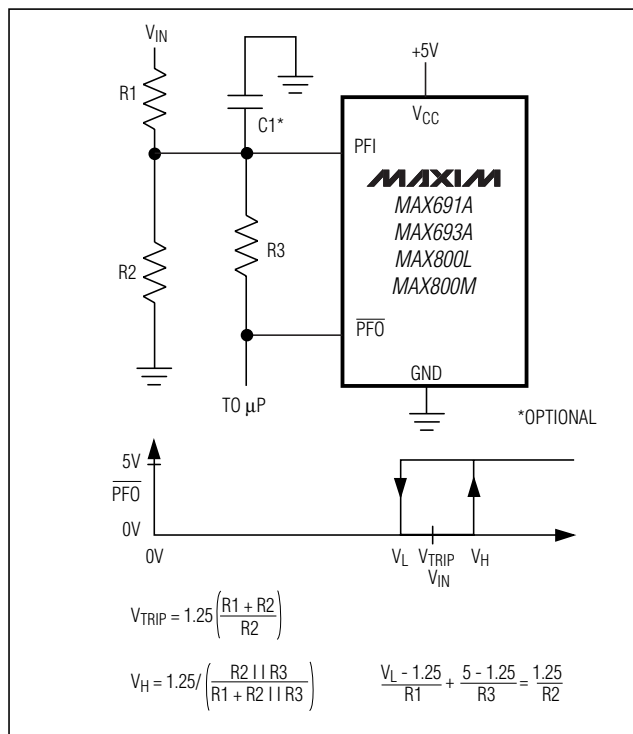 V_IN
+5V
R1
C1*
V_CC
PFI
MAXIM
MAX691A
MAX693A
MAX800L
MAX800M
R2
R3
P̅F̅O̅
GND
TO µP
*OPTIONAL
5V
P̅F̅O̅
0V
0V
V_L
V_TRIP
V_H
V_IN
V_TRIP = 1.25 ( (R1 + R2) / R2 )
V_H = 1.25/ ( (R2 I I R3) / (R1 + R2 I I R3) )
(V_L - 1.25) / R1 + (5 - 1.25) / R3 = 1.25 / R2